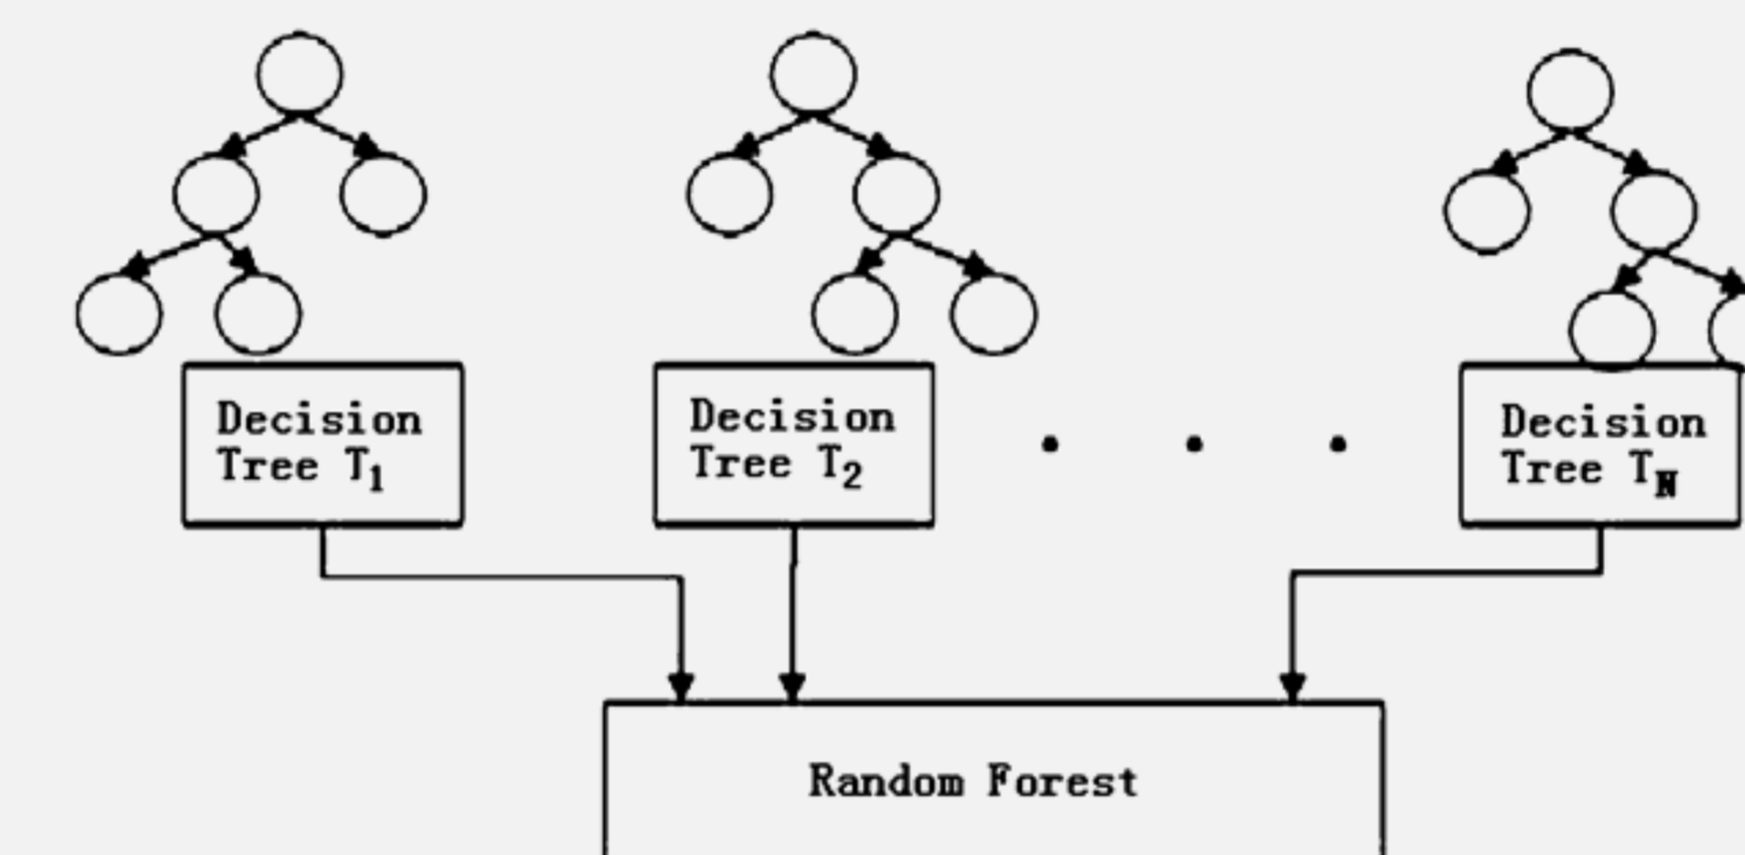 Decision
Tree T1
Decision
Tree T2
Decision
Tree TN
Random Forest